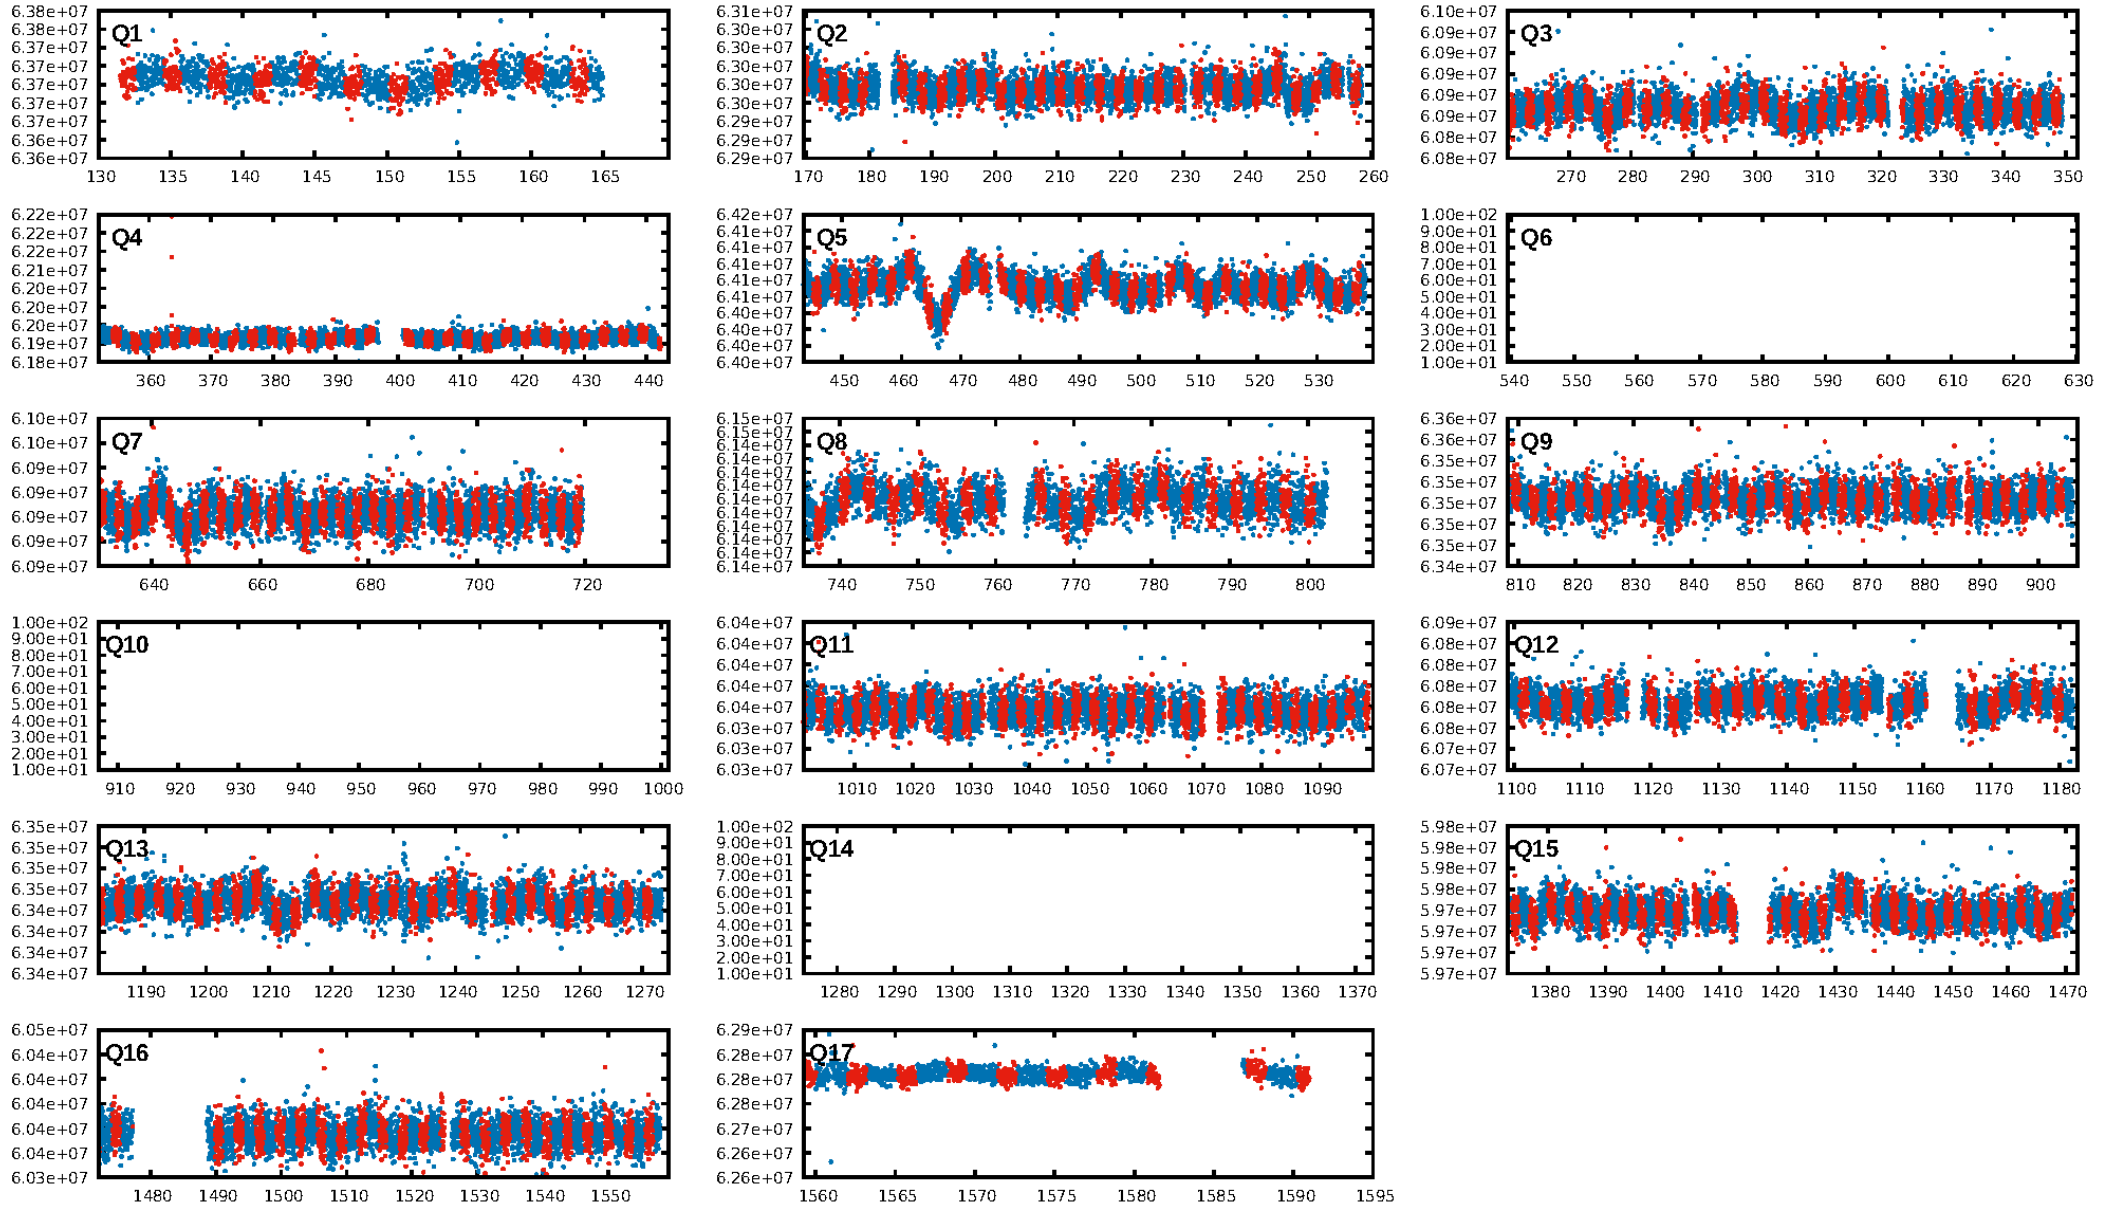 6.38e+07
6.38e+07
6.37e+07
6.37e+07
6.37e+07
6.37e+07
6.37e+07
6.36e+07
6.36e+07
Q1
130 135 140 145 150 155 160 165
6.31e+07
6.30e+07
6.30e+07
6.30e+07
6.30e+07
6.30e+07
6.29e+07
6.29e+07
6.29e+07
Q2
170 180 190 200 210 220 230 240 250 260
6.10e+07
6.09e+07
6.09e+07
6.09e+07
6.09e+07
6.09e+07
6.08e+07
6.08e+07
Q3
270 280 290 300 310 320 330 340 350
6.22e+07
6.22e+07
6.21e+07
6.21e+07
6.20e+07
6.20e+07
6.20e+07
6.19e+07
6.18e+07
Q4
360 370 380 390 400 410 420 430 440
6.42e+07
6.41e+07
6.41e+07
6.41e+07
6.41e+07
6.41e+07
6.40e+07
6.40e+07
6.40e+07
6.40e+07
Q5
450 460 470 480 490 500 510 520 530
1.00e+02
9.00e+01
8.00e+01
7.00e+01
6.00e+01
5.00e+01
4.00e+01
3.00e+01
2.00e+01
1.00e+01
Q6
540 550 560 570 580 590 600 610 620 630
6.10e+07
6.10e+07
6.09e+07
6.09e+07
6.09e+07
6.09e+07
6.09e+07
Q7
640 660 680 700 720
6.15e+07
6.15e+07
6.14e+07
6.14e+07
6.14e+07
6.14e+07
6.14e+07
6.14e+07
6.14e+07
6.14e+07
6.14e+07
6.14e+07
Q8
740 750 760 770 780 790 800
6.36e+07
6.36e+07
6.35e+07
6.35e+07
6.35e+07
6.35e+07
6.35e+07
6.34e+07
Q9
810 820 830 840 850 860 870 880 890 900
1.00e+02
9.00e+01
8.00e+01
7.00e+01
6.00e+01
5.00e+01
4.00e+01
3.00e+01
2.00e+01
1.00e+01
Q10
910 920 930 940 950 960 970 980 990 1000
6.04e+07
6.04e+07
6.04e+07
6.04e+07
6.04e+07
6.03e+07
6.03e+07
6.03e+07
Q11
1010 1020 1030 1040 1050 1060 1070 1080 1090
6.09e+07
6.08e+07
6.08e+07
6.08e+07
6.08e+07
6.08e+07
6.07e+07
6.07e+07
Q12
1100 1110 1120 1130 1140 1150 1160 1170 1180
6.35e+07
6.35e+07
6.35e+07
6.35e+07
6.34e+07
6.34e+07
6.34e+07
6.34e+07
Q13
1190 1200 1210 1220 1230 1240 1250 1260 1270
1.00e+02
9.00e+01
8.00e+01
7.00e+01
6.00e+01
5.00e+01
4.00e+01
3.00e+01
2.00e+01
1.00e+01
Q14
1280 1290 1300 1310 1320 1330 1340 1350 1360 1370
5.98e+07
5.98e+07
5.98e+07
5.98e+07
5.97e+07
5.97e+07
5.97e+07
5.97e+07
Q15
1380 1390 1400 1410 1420 1430 1440 1450 1460 1470
6.05e+07
6.04e+07
6.04e+07
6.04e+07
6.04e+07
6.04e+07
6.03e+07
Q16
1480 1490 1500 1510 1520 1530 1540 1550
6.29e+07
6.28e+07
6.28e+07
6.28e+07
6.27e+07
6.26e+07
6.26e+07
Q17
1560 1565 1570 1575 1580 1585 1590 1595